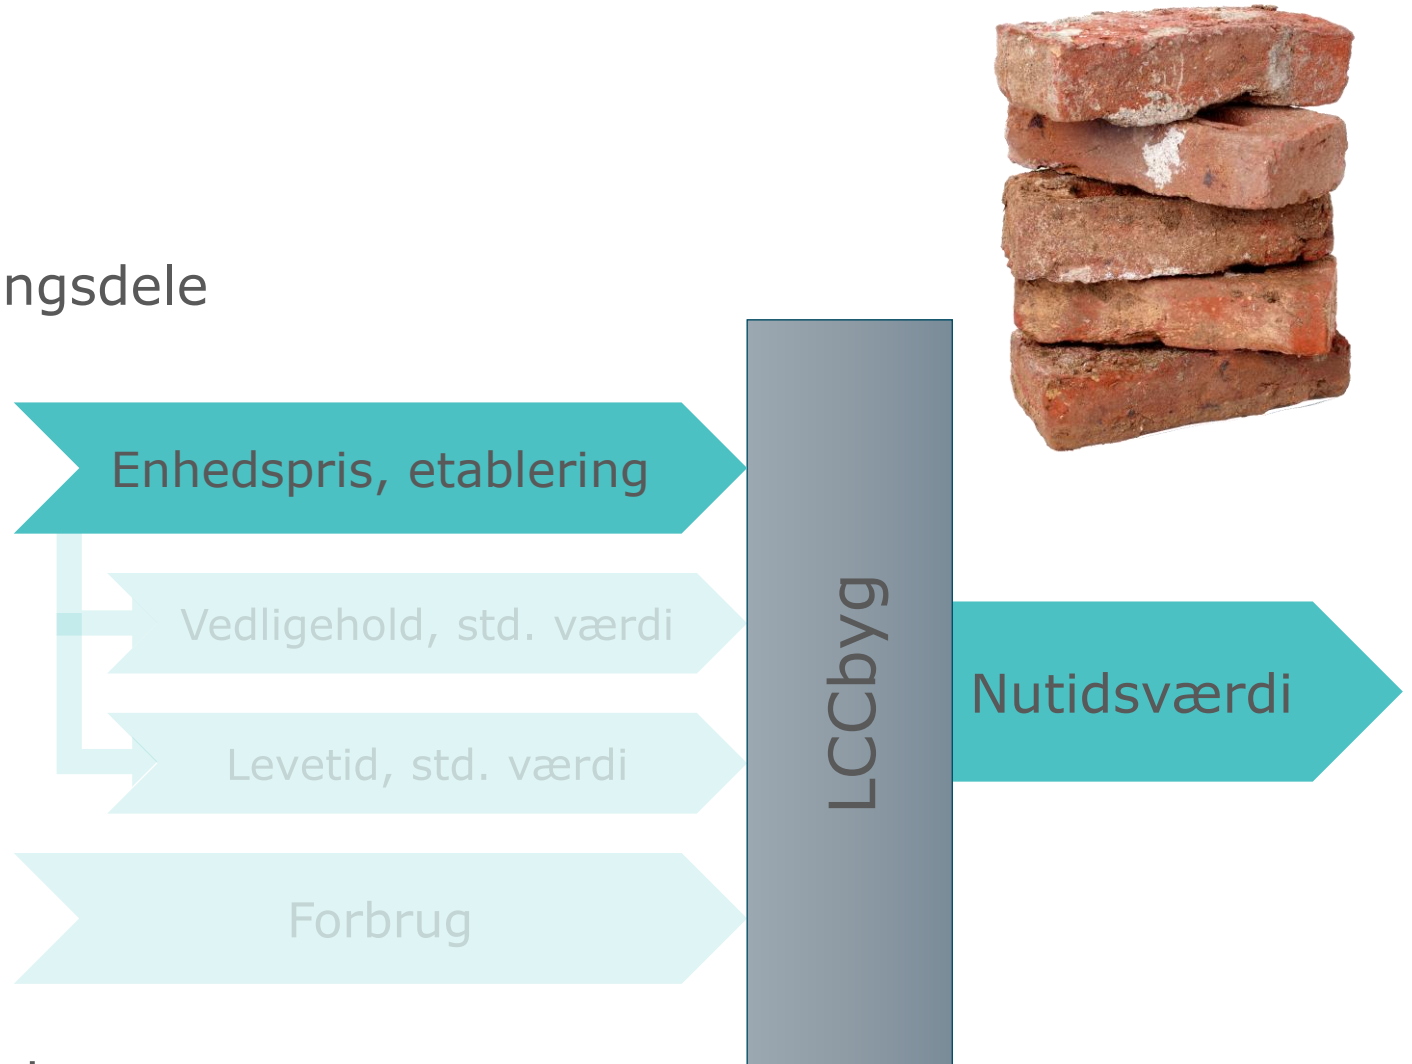 ngsdele
Enhedspris, etablering
Vedligehold, std. værdi
Levetid, std. værdi
Forbrug
LCCbyg
Nutidsværdi